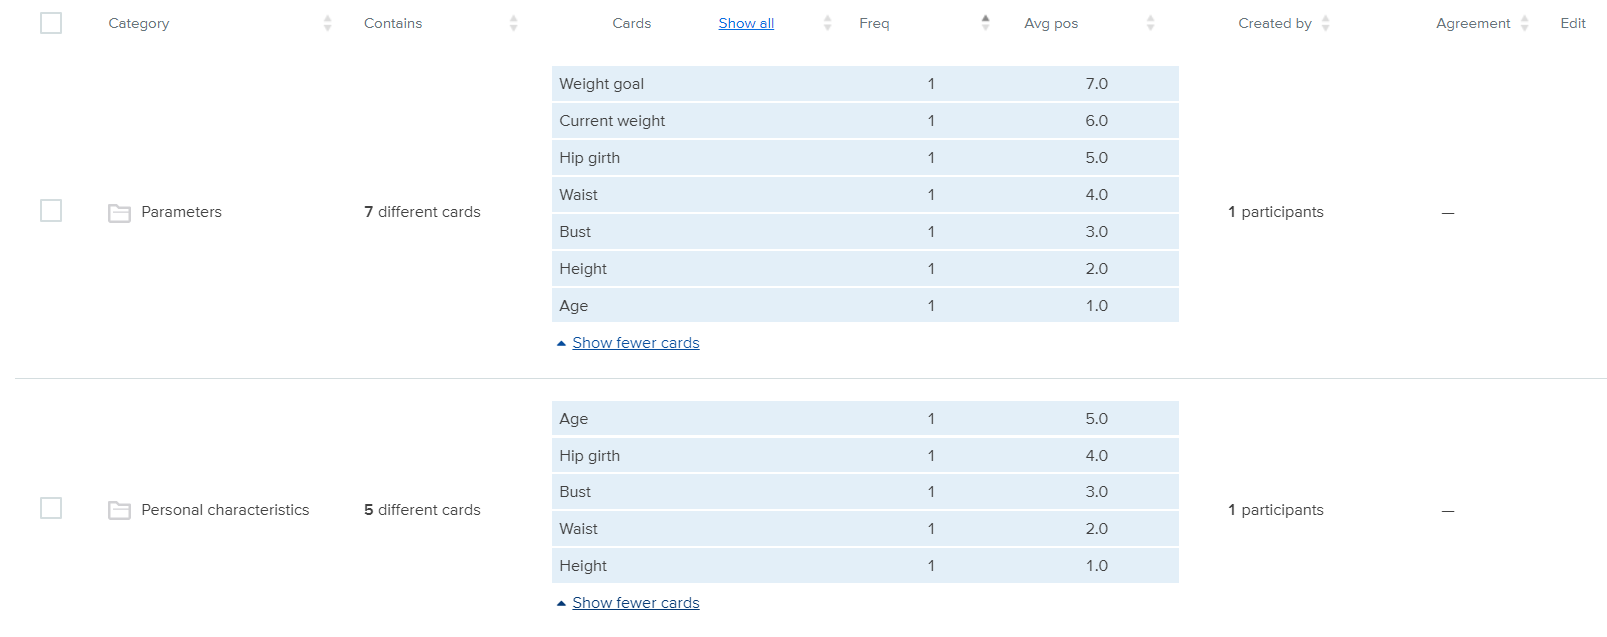 Category Contains Cards Show all Freq Avg pos Created by Agreement Edit
Weight goal 1 7.0
Current weight 1 6.0
Hip girth 1 5.0
Waist 1 4.0
Parameters 7 different cards 1 participants —
Bust 1 3.0
Height 1 2.0
Age 1 1.0
Show fewer cards
Age 1 5.0
Hip girth 1 4.0
Bust 1 3.0
Personal characteristics 5 different cards 1 participants —
Waist 1 2.0
Height 1 1.0
Show fewer cards